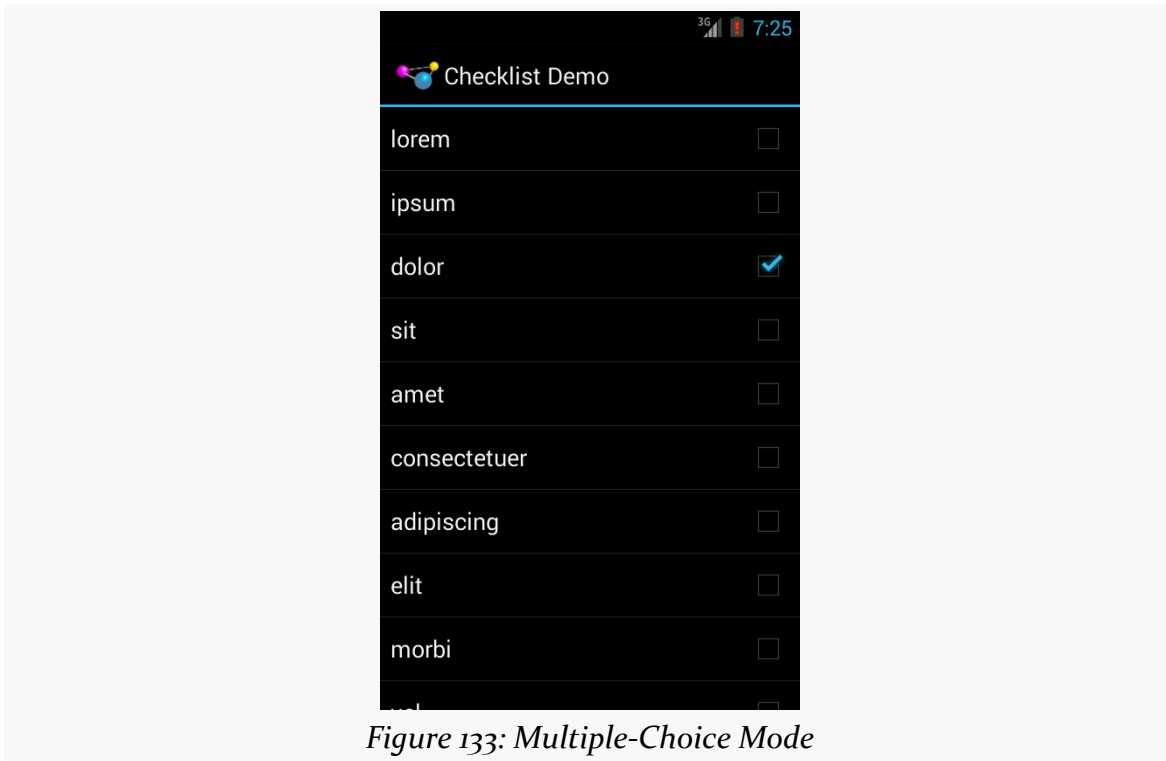 3G 7:25
Checklist Demo
lorem
ipsum
dolor
sit
amet
consectetuer
adipiscing
elit
morbi
Figure 133: Multiple-Choice Mode